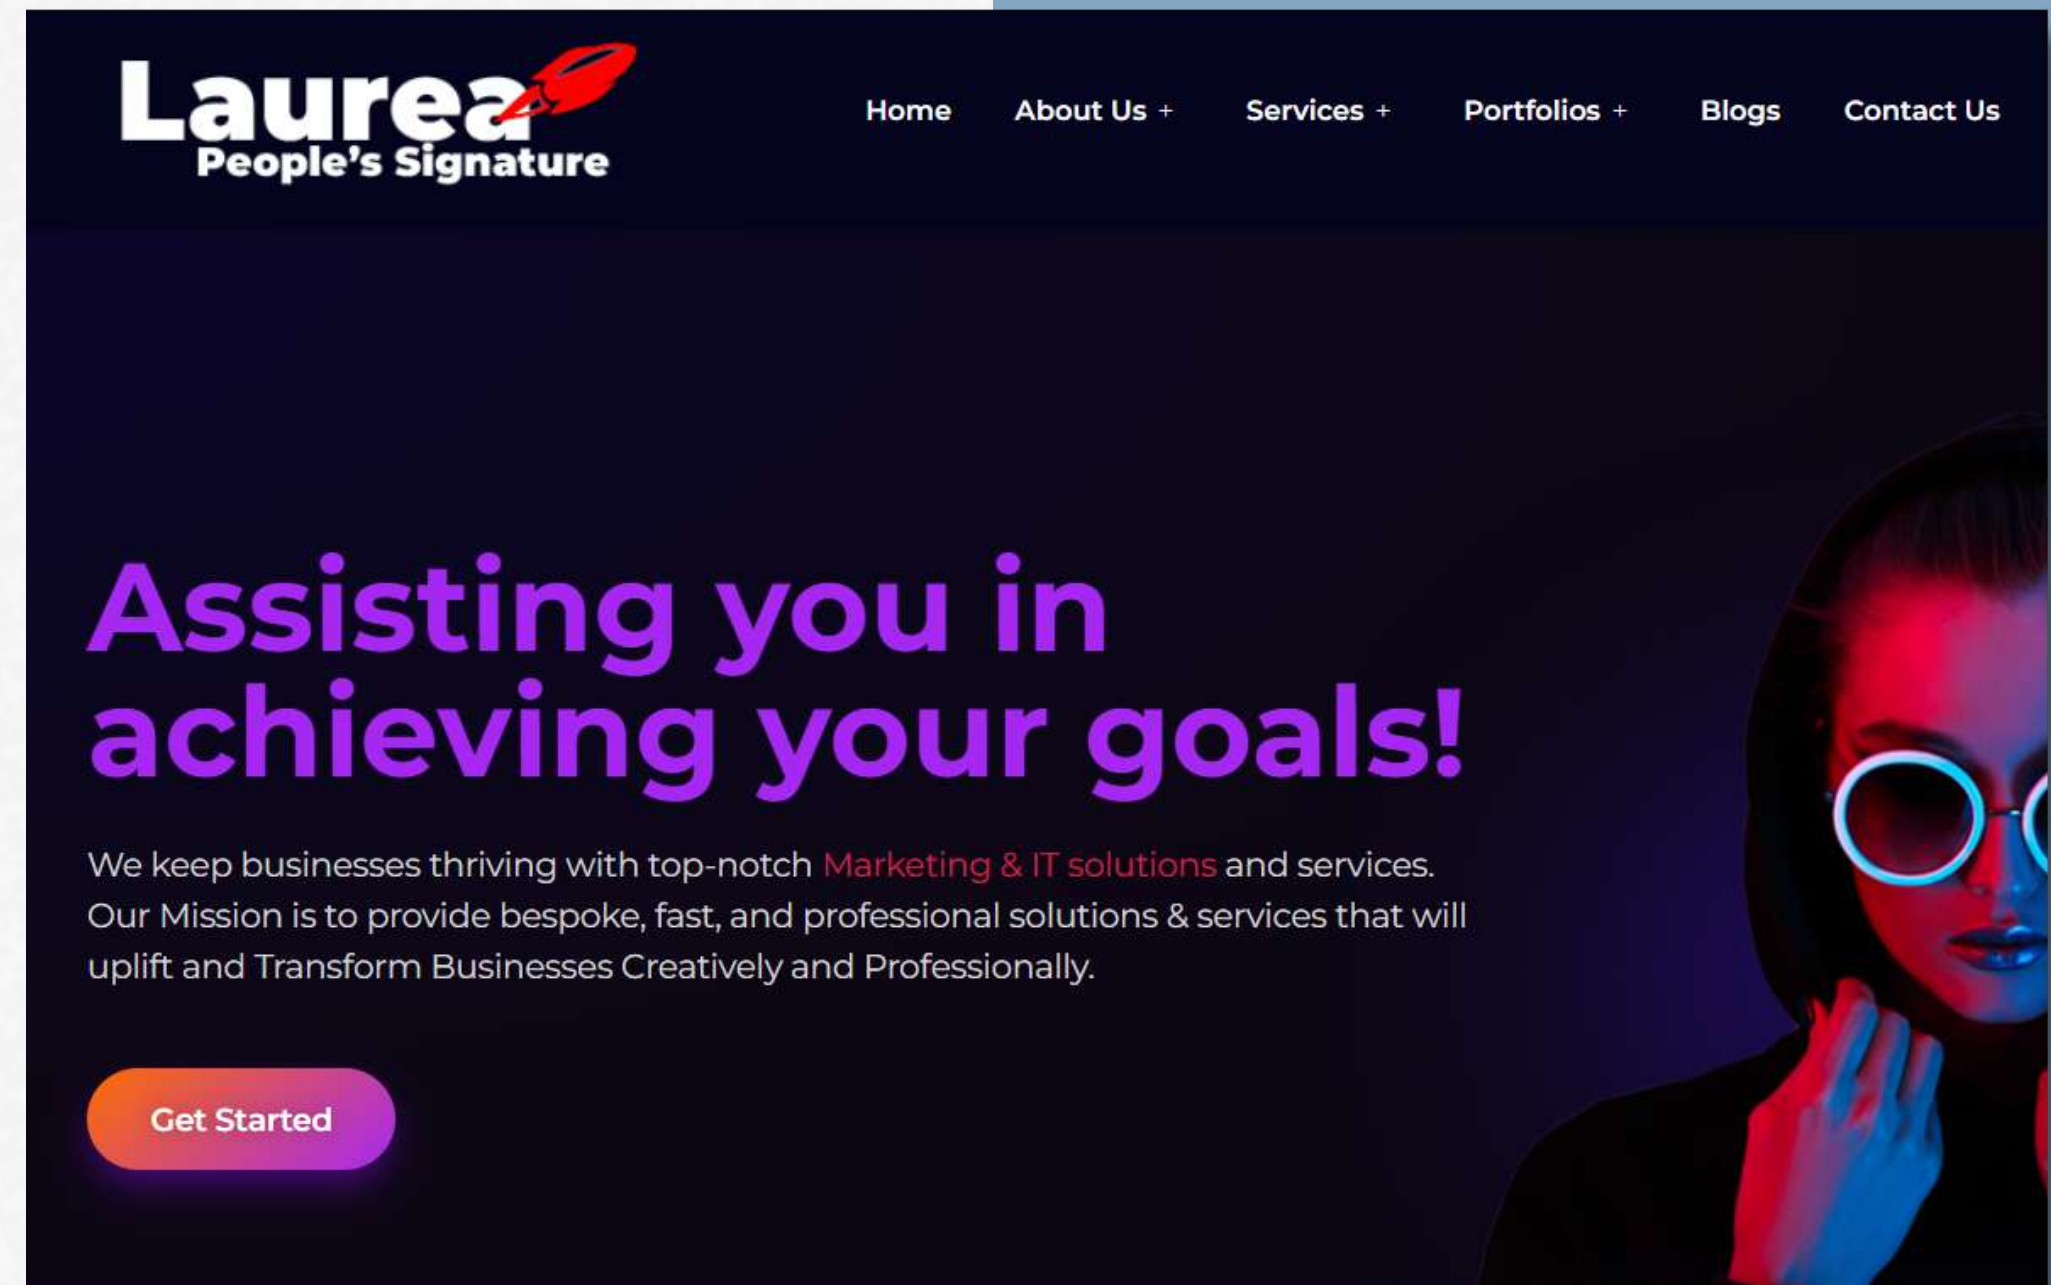 Laurea
People's Signature
Home About Us + Services + Portfolios + Blogs Contact Us
Assisting you in
achieving your goals!
We keep businesses thriving with top-notch Marketing & IT solutions and services.
Our Mission is to provide bespoke, fast, and professional solutions & services that will
uplift and Transform Businesses Creatively and Professionally.
Get Started